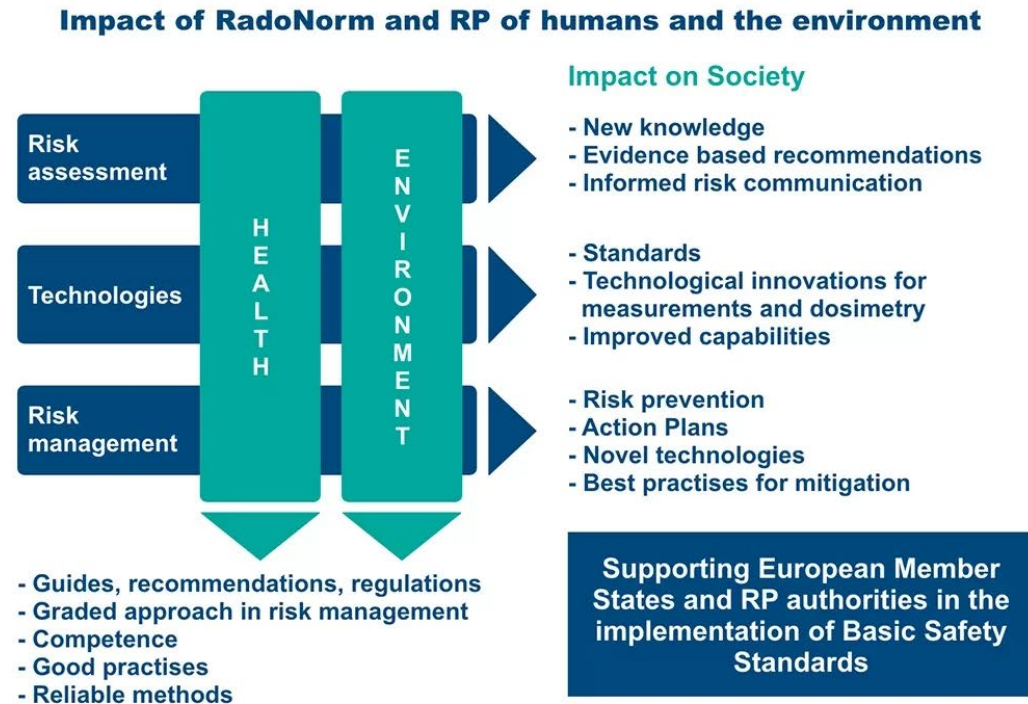 Impact of RadoNorm and RP of humans and the environment
Impact on Society
Risk
assessment
- New knowledge
- Evidence based recommendations
- Informed risk communication
Technologies
- Standards
- Technological innovations for
measurements and dosimetry
- Improved capabilities
Risk
management
- Risk prevention
- Action Plans
- Novel technologies
- Best practises for mitigation
HEALTH
ENVIRONMENT
- Guides, recommendations, regulations
- Graded approach in risk management
- Competence
- Good practises
- Reliable methods
Supporting European Member
States and RP authorities in the
implementation of Basic Safety
Standards